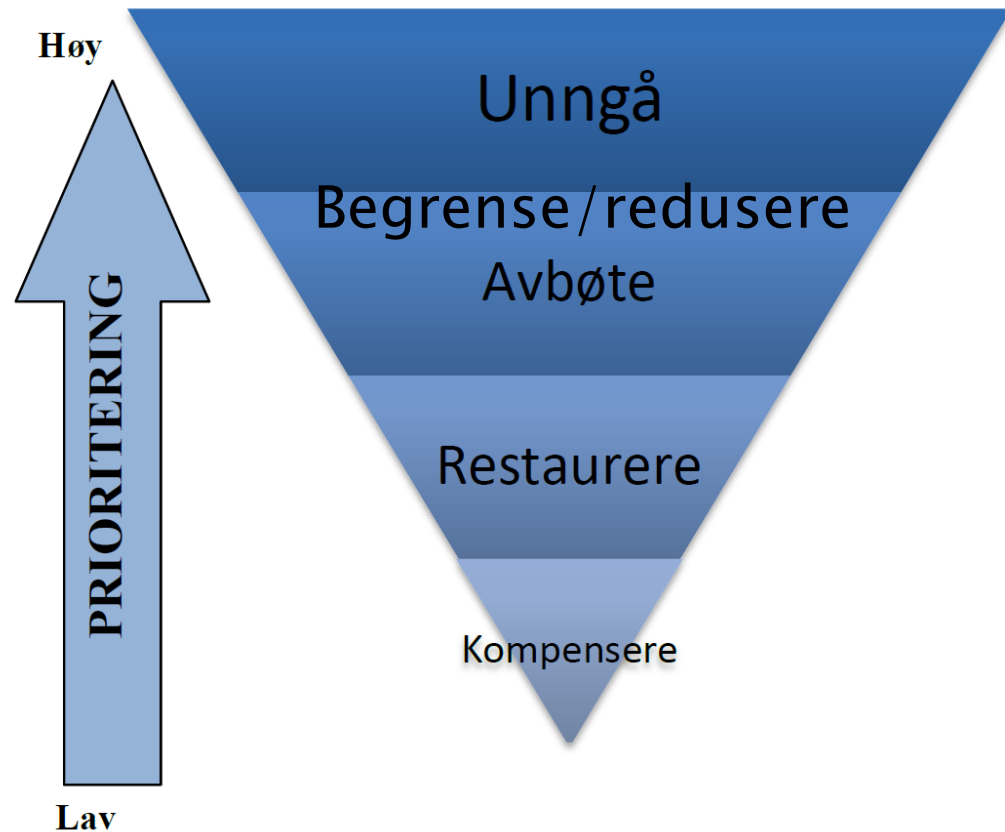 Høy
Unngå
Begrense/redusere
Avbøte
PRIORITERING
Restaurere
Kompensere
Lav